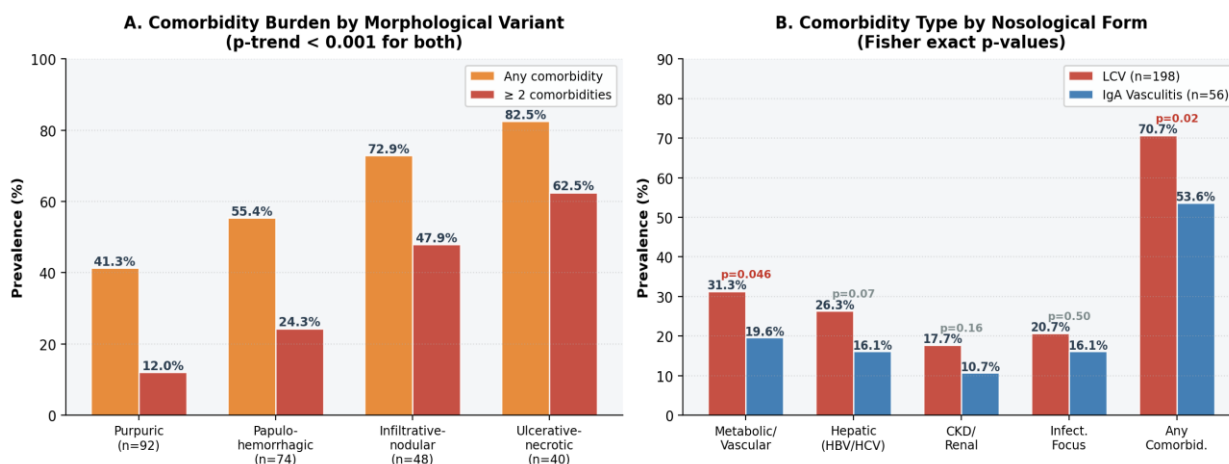 A. Comorbidity Burden by Morphological Variant
(p-trend < 0.001 for both)
Prevalence (%)
100
80
60
40
20
0
Any comorbidity
≥ 2 comorbidities
41.3%
12.0%
55.4%
24.3%
72.9%
47.9%
82.5%
62.5%
Purpuric
(n=92)
Papulo-
hemorrhagic
(n=74)
Infiltrative-
nodular
(n=48)
Ulcerative-
necrotic
(n=40)
B. Comorbidity Type by Nosological Form
(Fisher exact p-values)
Prevalence (%)
90
80
70
60
50
40
30
20
10
0
LCV (n=198)
IgA Vasculitis (n=56)
p=0.046
31.3%
19.6%
p=0.07
26.3%
16.1%
p=0.16
17.7%
10.7%
p=0.50
20.7%
16.1%
p=0.02
70.7%
53.6%
Metabolic/
Vascular
Hepatic
(HBV/HCV)
CKD/
Renal
Infect.
Focus
Any
Comorbid.